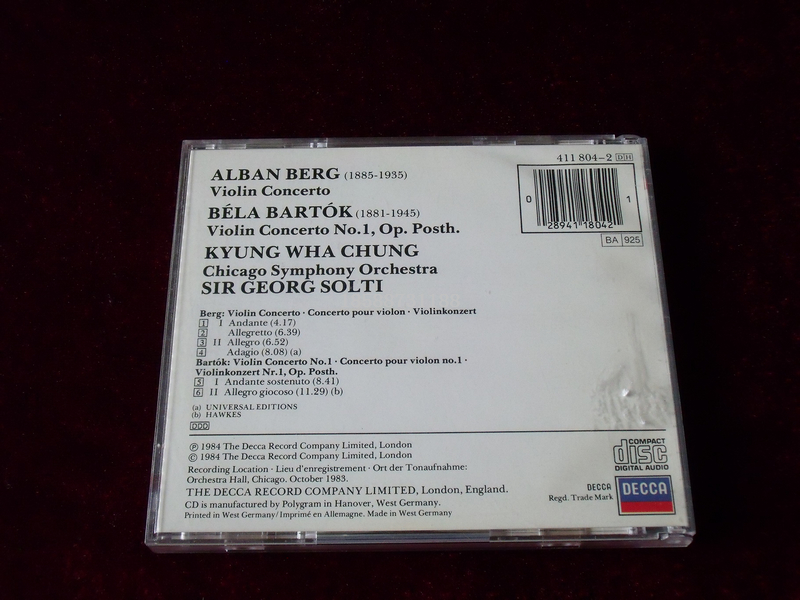 411 804-2 DH
ALBAN BERG (1885-1935)
Violin Concerto
BÉLA BARTÓK (1881-1945)
Violin Concerto No.1, Op. Posth.
KYUNG WHA CHUNG
Chicago Symphony Orchestra
SIR GEORG SOLTI
0 28941 18042 1
BA 925
Berg: Violin Concerto · Concerto pour violon · Violinkonzert
1 I Andante (4.17)
2 Allegretto (6.39)
3 II Allegro (6.52)
4 Adagio (8.08) (a)
Bartók: Violin Concerto No.1 · Concerto pour violon no.1 ·
Violinkonzert Nr.1, Op. Posth.
5 I Andante sostenuto (8.41)
6 II Allegro giocoso (11.29) (b)
(a) UNIVERSAL EDITIONS
(b) HAWKES
DDD
℗ 1984 The Decca Record Company Limited, London
© 1984 The Decca Record Company Limited, London
Recording Location · Lieu d'enregistrement · Ort der Tonaufnahme:
Orchestra Hall, Chicago. October 1983.
THE DECCA RECORD COMPANY LIMITED, London, England.
CD is manufactured by Polygram in Hanover, West Germany.
Printed in West Germany/Imprimé en Allemagne. Made in West Germany
COMPACT
disc
DIGITAL AUDIO
DECCA
Regd. Trade Mark
DECCA